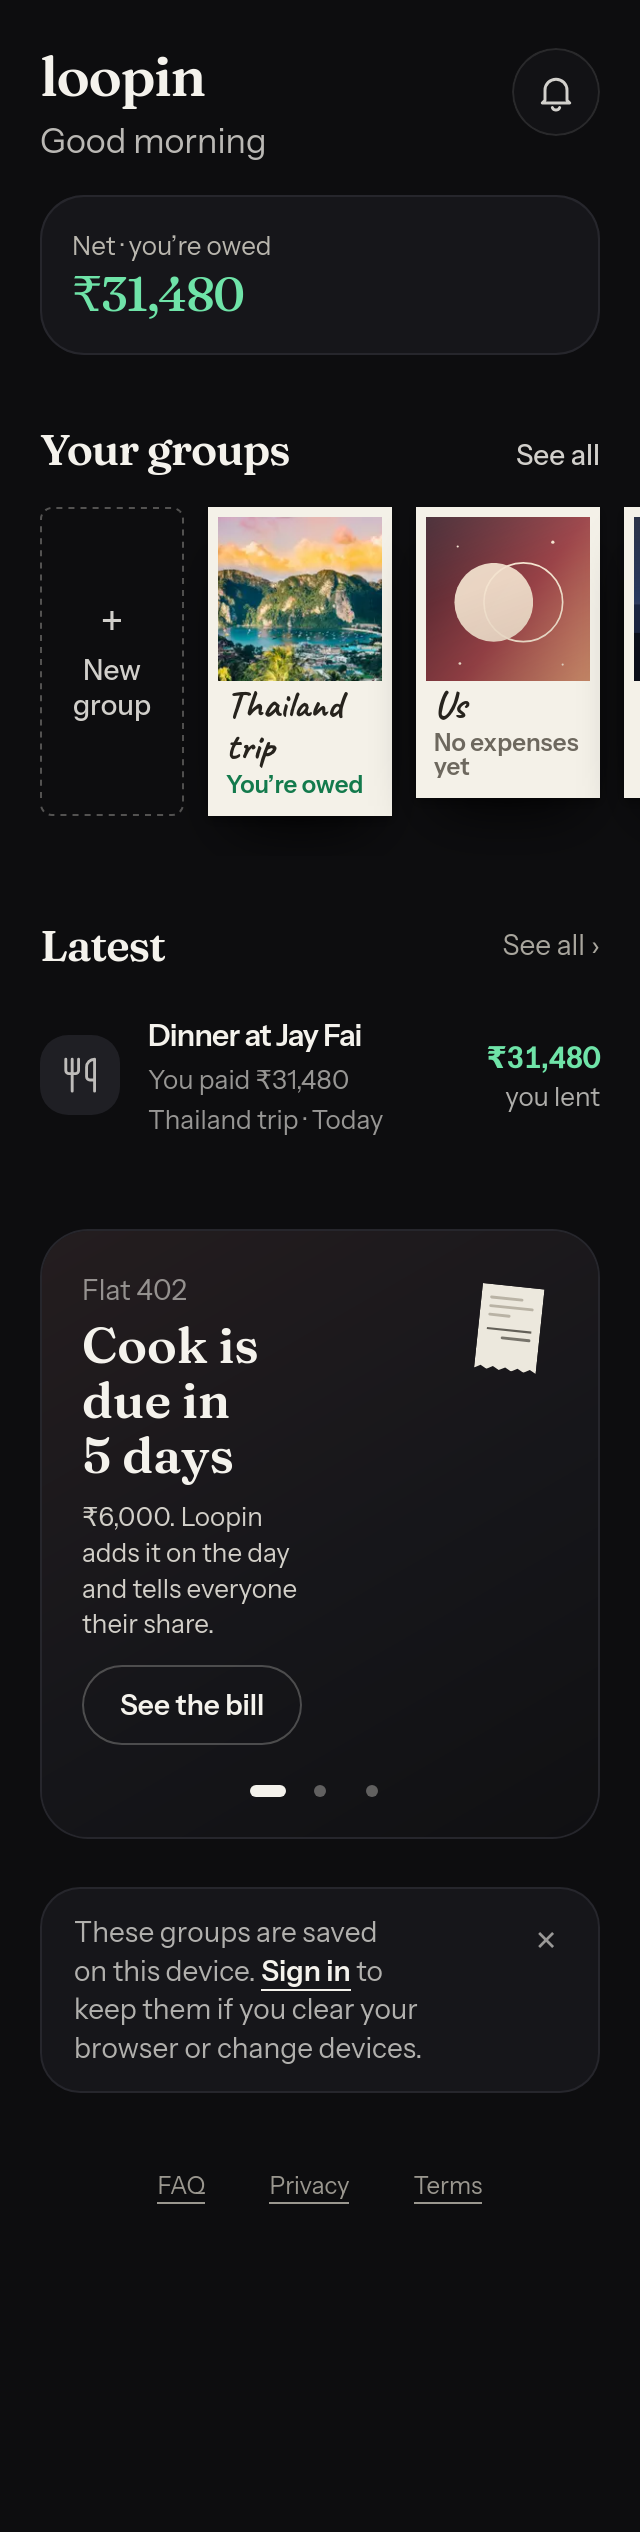 loopin
Good morning
Net · you’re owed
₹31,480
Your groups
See all
+
New
group
Thailand
trip
You’re owed
Us
No expenses
yet
Latest
See all ›
Dinner at Jay Fai
You paid ₹31,480
Thailand trip · Today
₹31,480
you lent
Flat 402
Cook is
due in
5 days
₹6,000. Loopin
adds it on the day
and tells everyone
their share.
See the bill
These groups are saved
on this device. Sign in to
keep them if you clear your
browser or change devices.
×
FAQ
Privacy
Terms